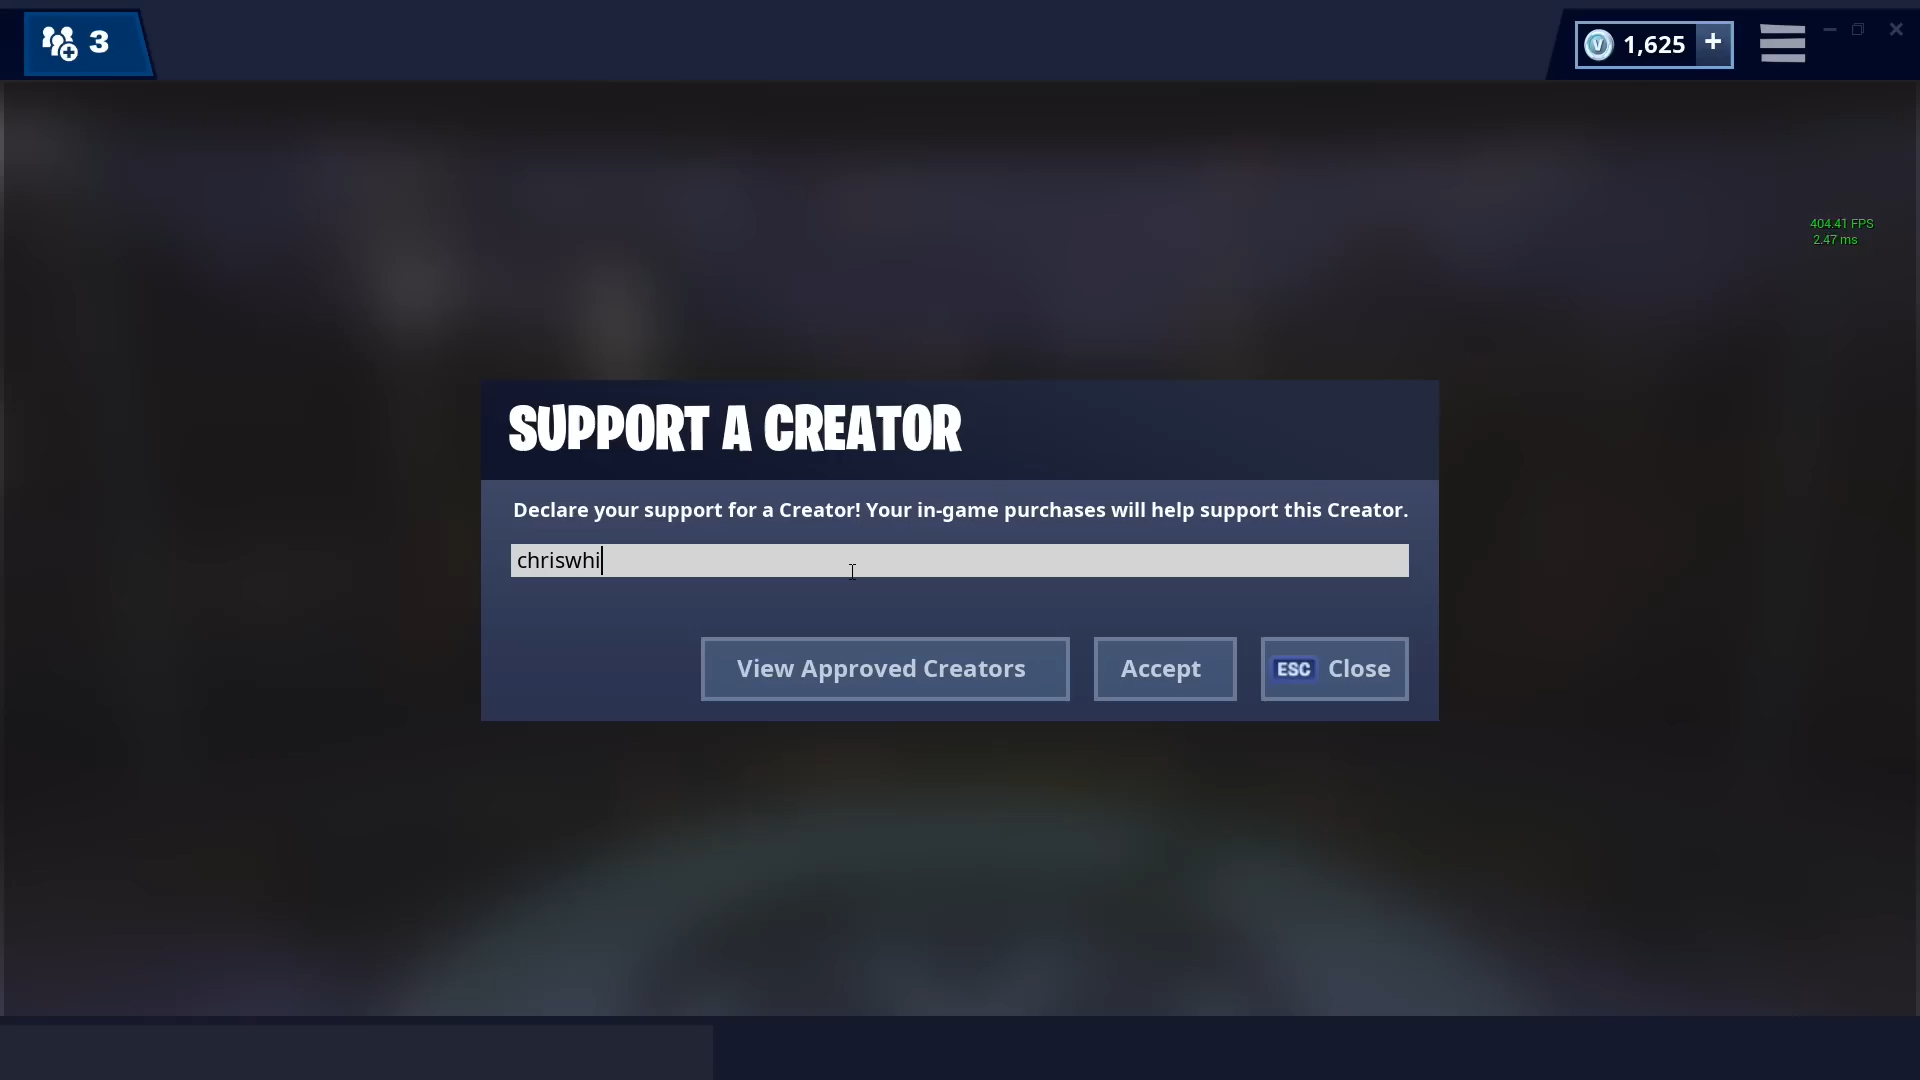 3
1,625 +
404.41 FPS
2.47 ms
SUPPORT A CREATOR
Declare your support for a Creator! Your in-game purchases will help support this Creator.
chriswhi
View Approved Creators
Accept
ESC Close